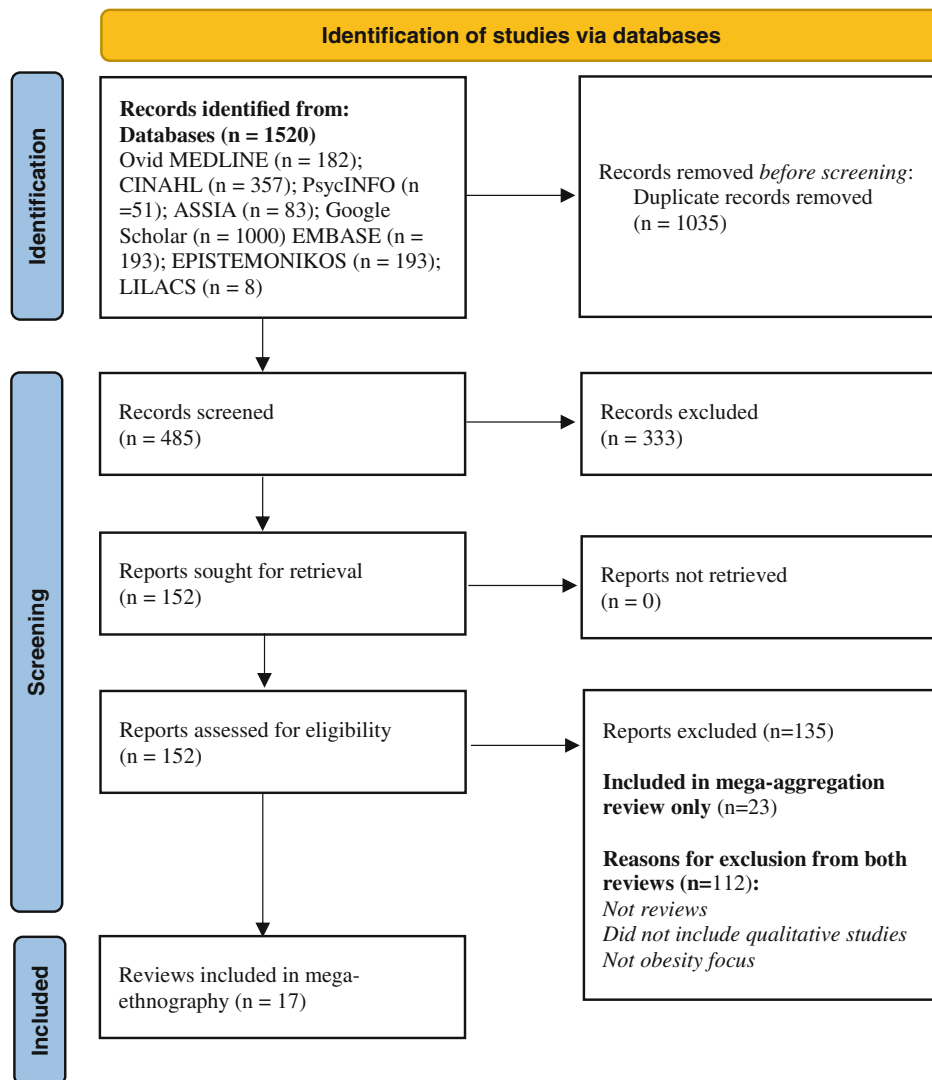 Identification of studies via databases
Identification
Records identified from:
Databases (n = 1520)
Ovid MEDLINE (n = 182);
CINAHL (n = 357); PsycINFO (n
=51); ASSIA (n = 83); Google
Scholar (n = 1000) EMBASE (n =
193); EPISTEMONIKOS (n = 193);
LILACS (n = 8)
Records removed before screening:
Duplicate records removed
(n = 1035)
Screening
Records screened
(n = 485)
Records excluded
(n = 333)
Reports sought for retrieval
(n = 152)
Reports not retrieved
(n = 0)
Reports assessed for eligibility
(n = 152)
Reports excluded (n=135)
Included in mega-aggregation
review only (n=23)
Reasons for exclusion from both
reviews (n=112):
Not reviews
Did not include qualitative studies
Not obesity focus
Included
Reviews included in mega-
ethnography (n = 17)